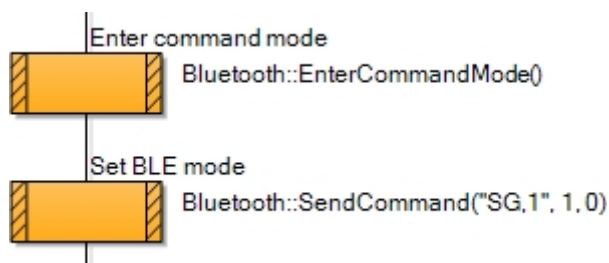 Enter command mode
Bluetooth::EnterCommandMode()
Set BLE mode
Bluetooth::SendCommand("SG,1", 1, 0)